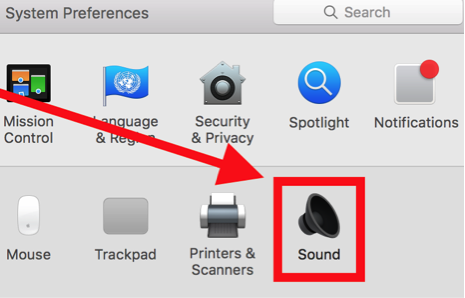 System Preferences
Search
Mission
Control
Language
& Region
Security
& Privacy
Spotlight
Notifications
Mouse
Trackpad
Printers &
Scanners
Sound